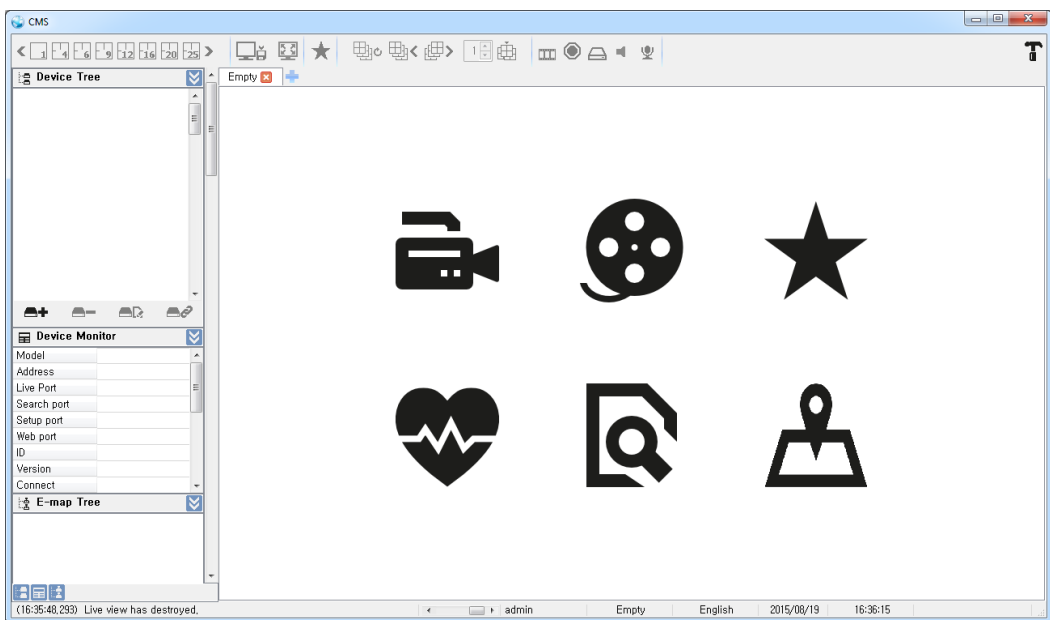 CMS
1 4 6 9 12 16 20 25 1
Device Tree
Empty
Device Monitor
Model
Address
Live Port
Search port
Setup port
Web port
ID
Version
Connect
E-map Tree
(16:35:48,293) Live view has destroyed, admin Empty English 2015/08/19 16:36:15